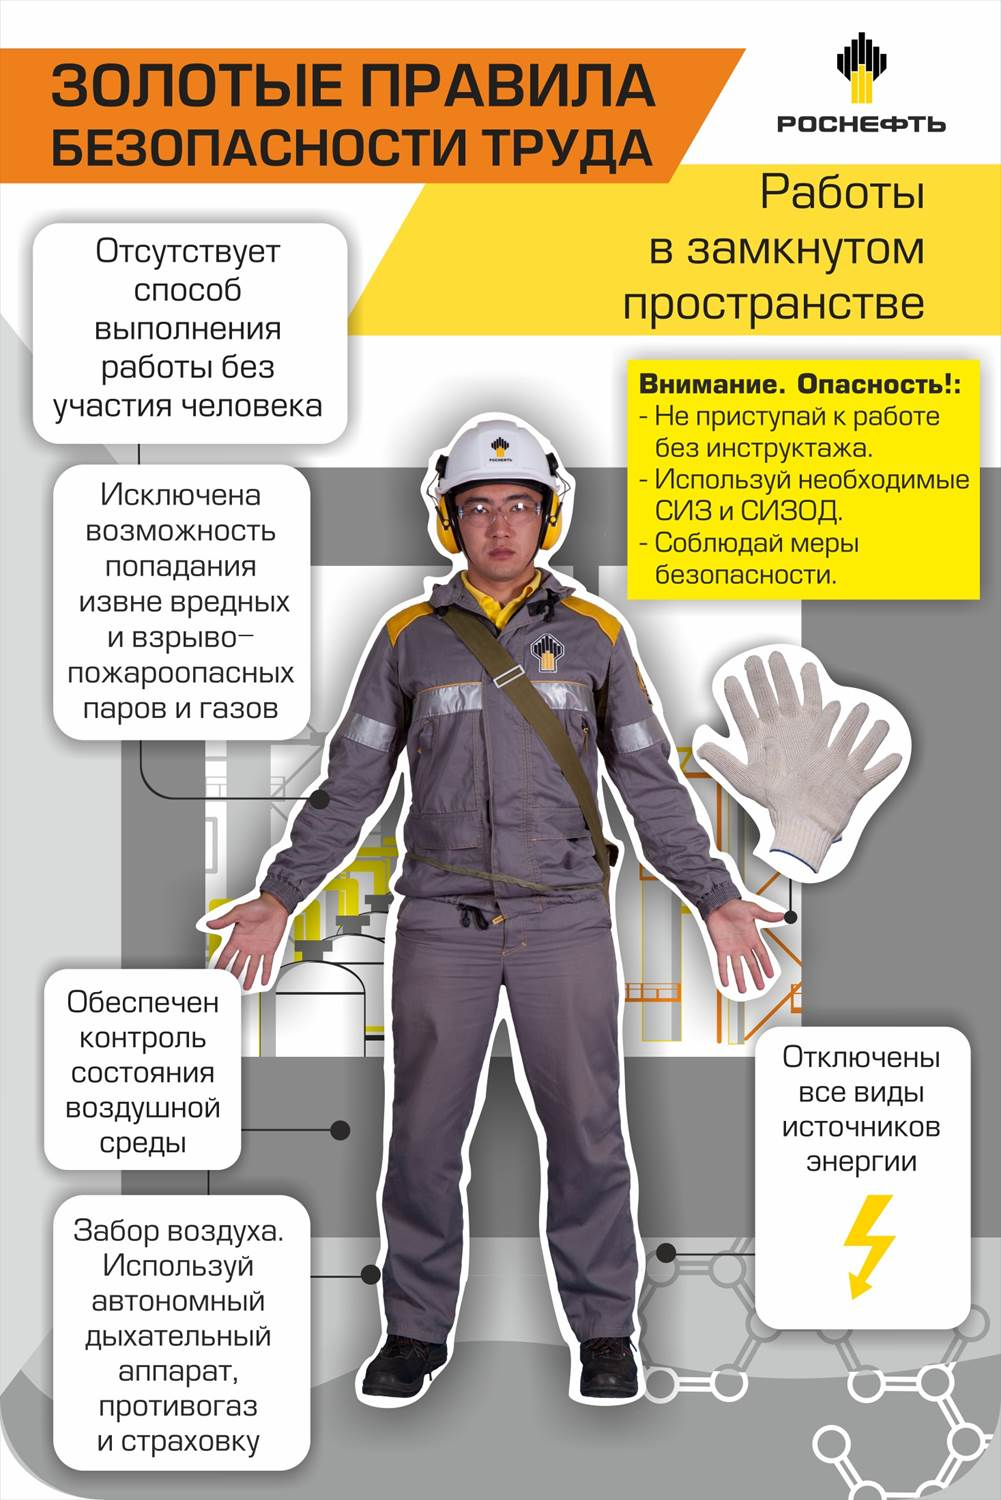 ЗОЛОТЫЕ ПРАВИЛА
БЕЗОПАСНОСТИ ТРУДА
РОСНЕФТЬ
Работы
в замкнутом
пространстве
Отсутствует
способ
выполнения
работы без
участия человека
Внимание. Опасность!:
- Не приступай к работе
без инструктажа.
- Используй необходимые
СИЗ и СИЗОД.
- Соблюдай меры
безопасности.
РОСНЕФТЬ
Исключена
возможность
попадания
извне вредных
и взрыво–
пожароопасных
паров и газов
Обеспечен
контроль
состояния
воздушной
среды
Отключены
все виды
источников
энергии
Забор воздуха.
Используй
автономный
дыхательный
аппарат,
противогаз
и страховку